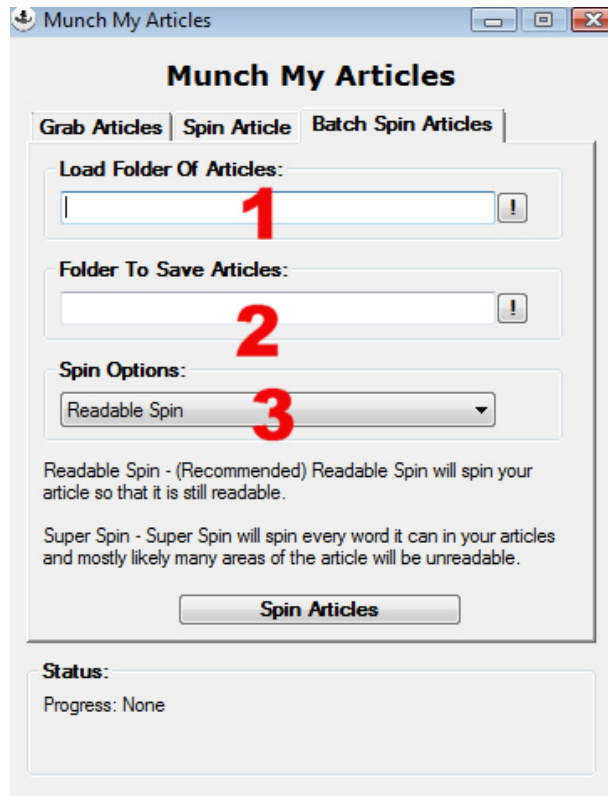 Munch My Articles
Munch My Articles
Grab Articles Spin Article Batch Spin Articles
Load Folder Of Articles:
1
!
Folder To Save Articles:
!
2
Spin Options:
Readable Spin
3
Readable Spin - (Recommended) Readable Spin will spin your
article so that it is still readable.
Super Spin - Super Spin will spin every word it can in your articles
and mostly likely many areas of the article will be unreadable.
Spin Articles
Status:
Progress: None